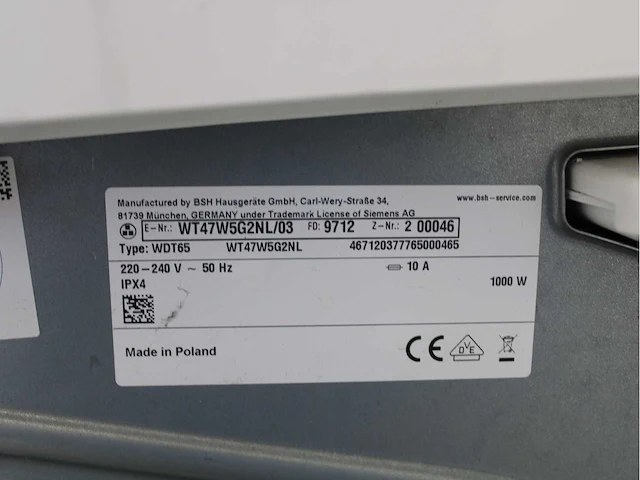 Manufactured by BSH Hausgeräte GmbH, Carl-Wery-Straße 34,
www.bsh-service.com
81739 München, GERMANY under Trademark License of Siemens AG
E-Nr.: WT47W5G2NL/03 FD: 9712 Z-Nr.: 2 00046
Type: WDT65 WT47W5G2NL 467120377765000465
220-240 V ~ 50 Hz 10 A
IPX4 1000 W
Made in Poland CE DVE